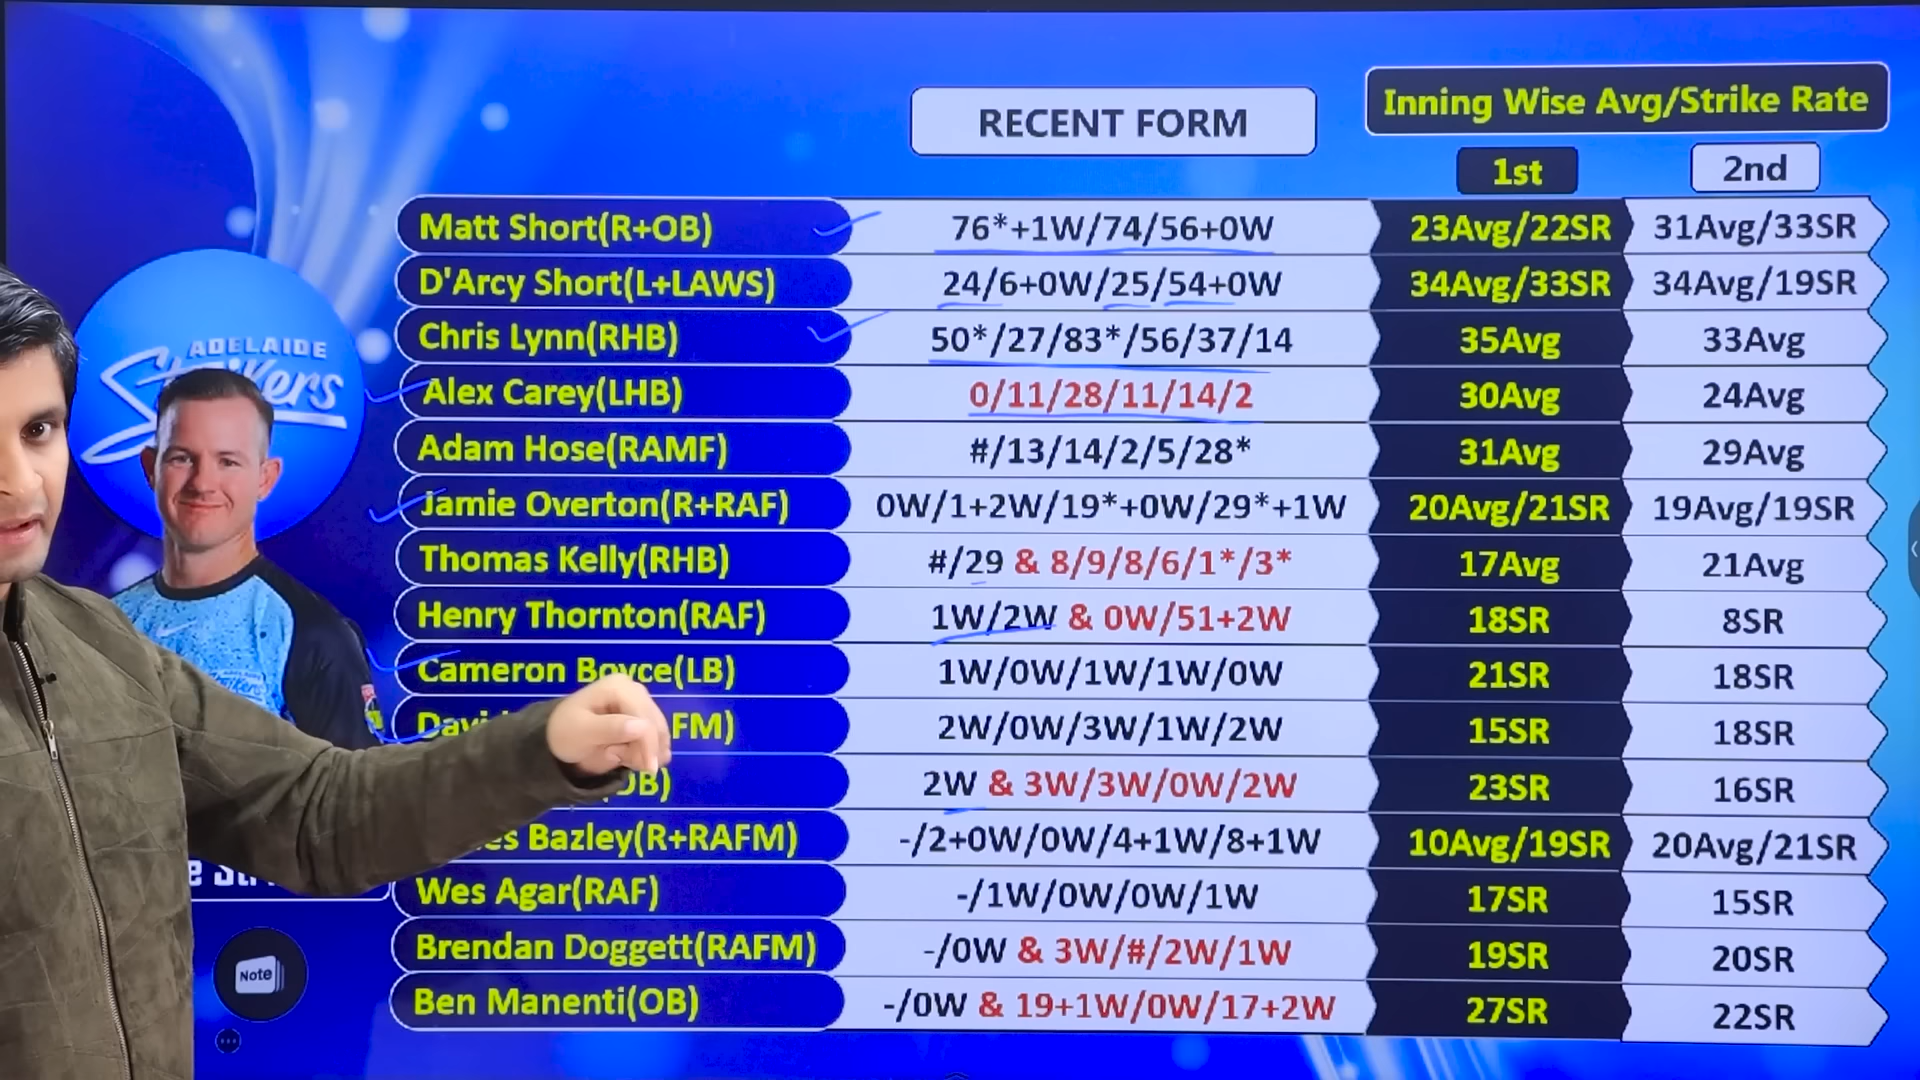 RECENT FORM
Inning Wise Avg/Strike Rate
1st 2nd
ADELAIDE
Strikers
Matt Short(R+OB) 76*+1W/74/56+0W 23Avg/22SR 31Avg/33SR
D'Arcy Short(L+LAWS) 24/6+0W/25/54+0W 34Avg/33SR 34Avg/19SR
Chris Lynn(RHB) 50*/27/83*/56/37/14 35Avg 33Avg
Alex Carey(LHB) 0/11/28/11/14/2 30Avg 24Avg
Adam Hose(RAMF) #/13/14/2/5/28* 31Avg 29Avg
Jamie Overton(R+RAF) 0W/1+2W/19*+0W/29*+1W 20Avg/21SR 19Avg/19SR
Thomas Kelly(RHB) #/29 & 8/9/8/6/1*/3* 17Avg 21Avg
Henry Thornton(RAF) 1W/2W & 0W/51+2W 18SR 8SR
Cameron Boyce(LB) 1W/0W/1W/1W/0W 21SR 18SR
FM) 2W/0W/3W/1W/2W 15SR 18SR
OB) 2W & 3W/3W/0W/2W 23SR 16SR
Bazley(R+RAFM) -/2+0W/0W/4+1W/8+1W 10Avg/19SR 20Avg/21SR
Wes Agar(RAF) -/1W/0W/0W/1W 17SR 15SR
Brendan Doggett(RAFM) -/0W & 3W/#/2W/1W 19SR 20SR
Ben Manenti(OB) -/0W & 19+1W/0W/17+2W 27SR 22SR
Note